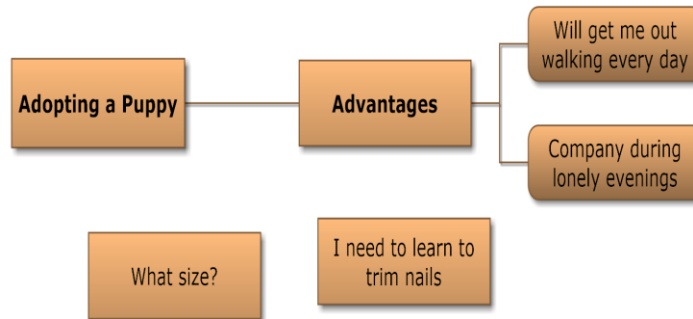 Will get me out
walking every day
Adopting a Puppy
Advantages
Company during
lonely evenings
What size?
I need to learn to
trim nails